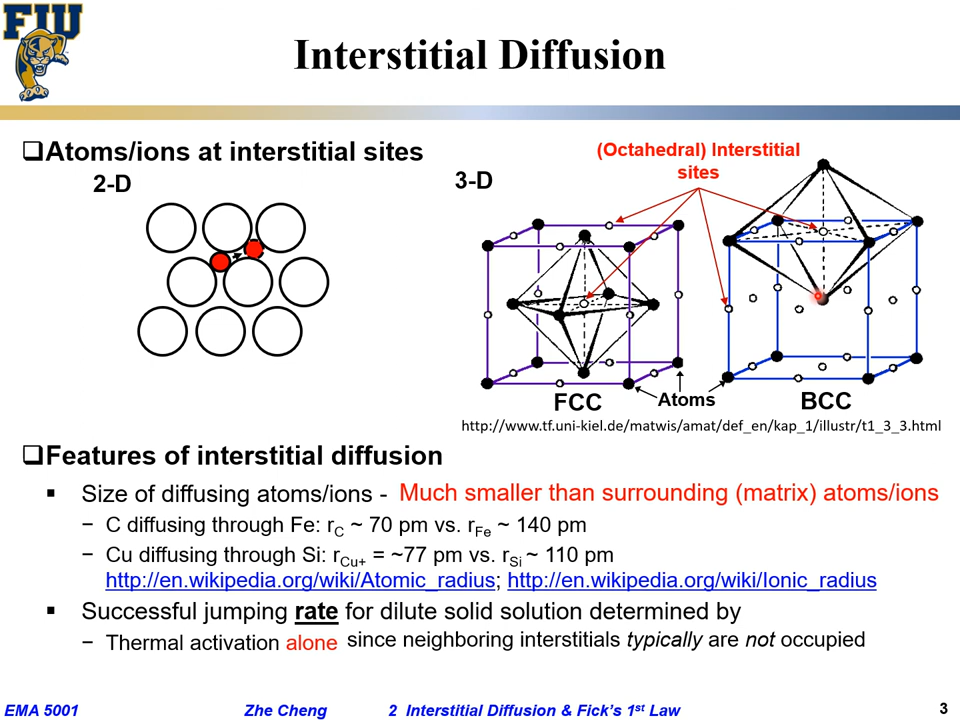 FIU
Interstitial Diffusion
❑Atoms/ions at interstitial sites
2-D
3-D
(Octahedral) Interstitial
sites
FCC
Atoms
BCC
http://www.tf.uni-kiel.de/matwis/amat/def_en/kap_1/illustr/t1_3_3.html
❑Features of interstitial diffusion
▪ Size of diffusing atoms/ions - Much smaller than surrounding (matrix) atoms/ions
− C diffusing through Fe: rC ~ 70 pm vs. rFe ~ 140 pm
− Cu diffusing through Si: rCu+ = ~77 pm vs. rSi ~ 110 pm
http://en.wikipedia.org/wiki/Atomic_radius; http://en.wikipedia.org/wiki/Ionic_radius
▪ Successful jumping rate for dilute solid solution determined by
− Thermal activation alone since neighboring interstitials typically are not occupied
EMA 5001 Zhe Cheng 2 Interstitial Diffusion & Fick's 1st Law 3